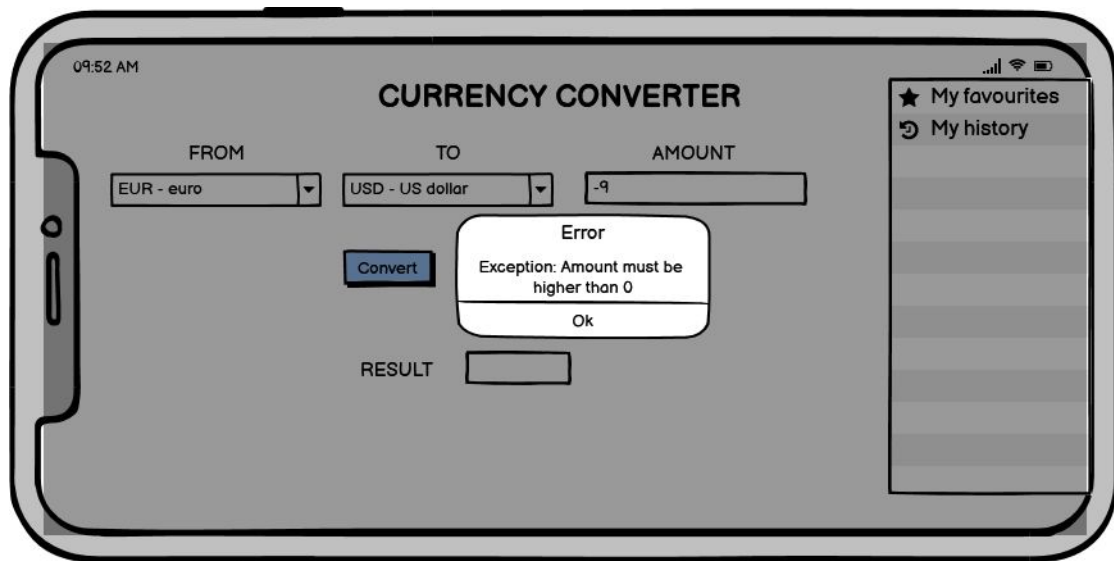 09:52 AM
CURRENCY CONVERTER
My favourites
My history
FROM
TO
AMOUNT
EUR - euro
USD - US dollar
-9
Convert
Error
Exception: Amount must be
higher than 0
Ok
RESULT